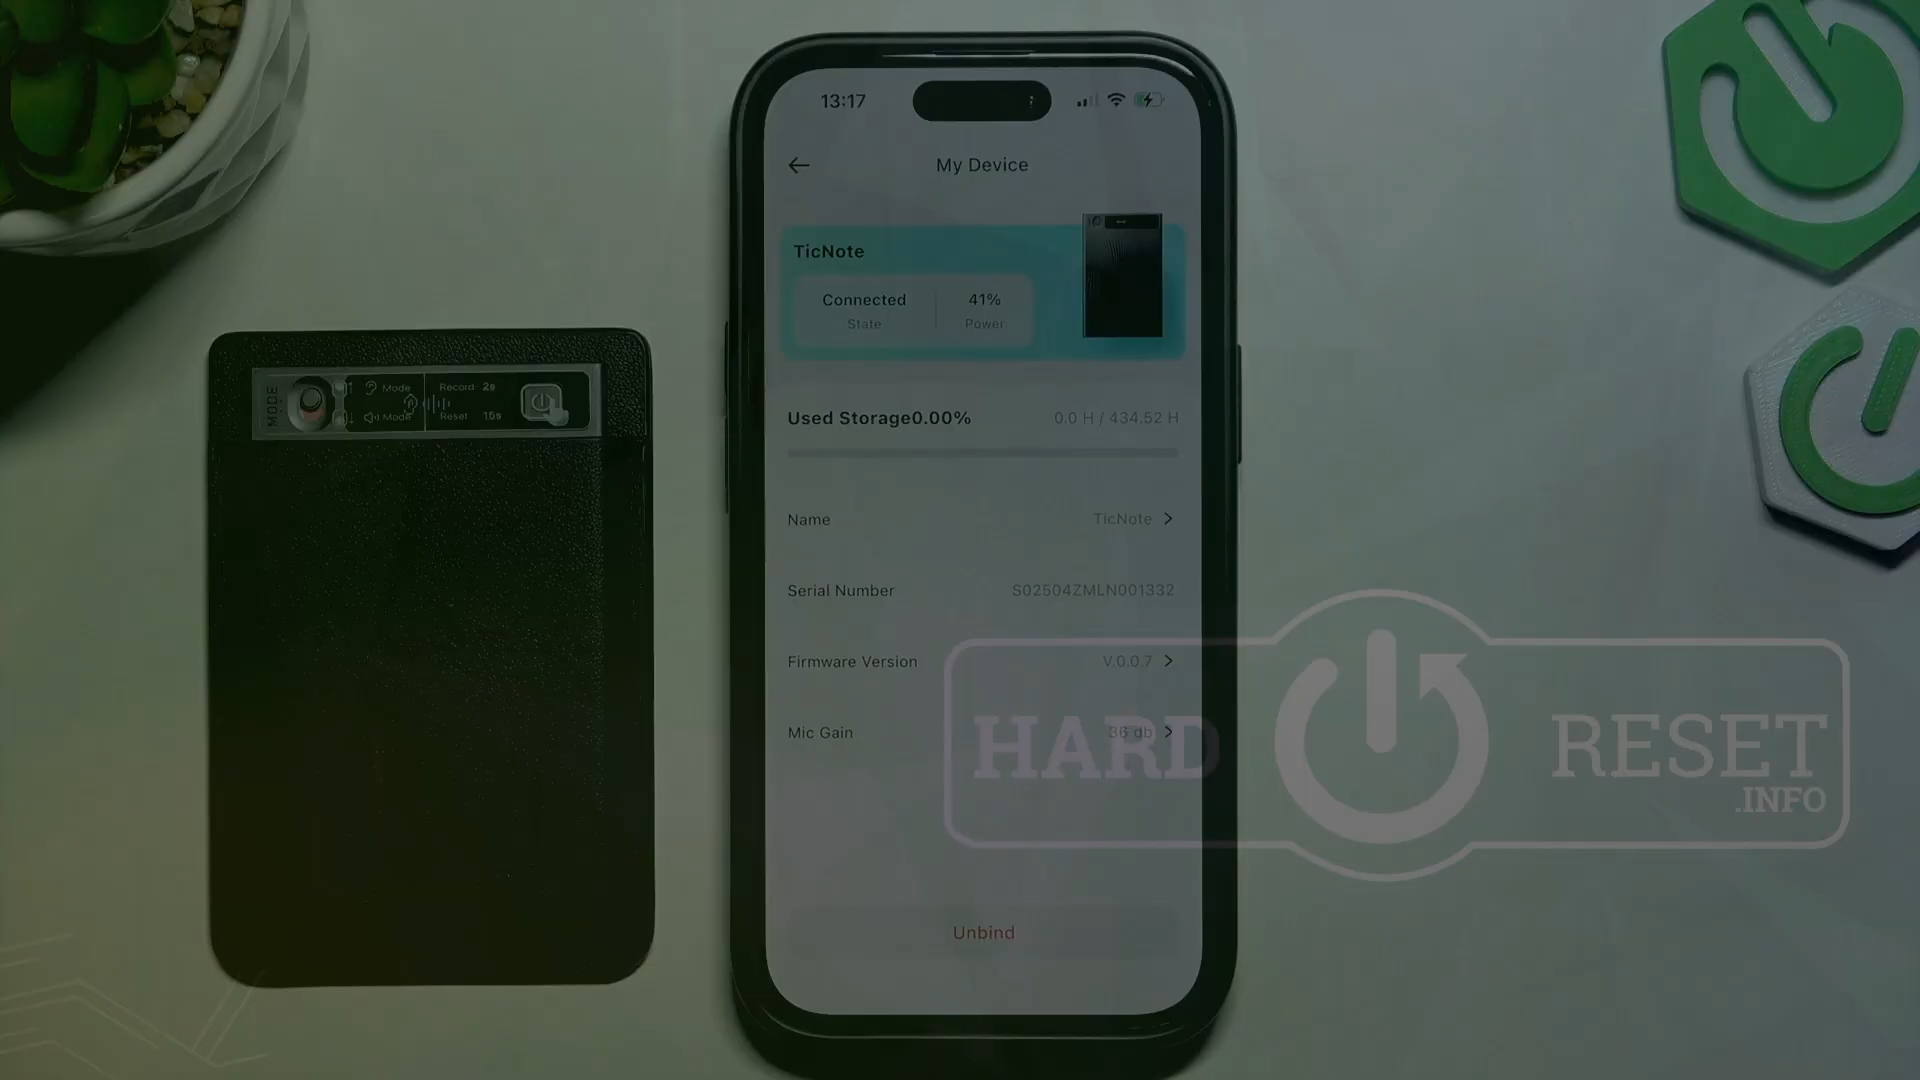 13:17
My Device
TicNote
Connected
State
41%
Power
Used Storage0.00%
0.0 H / 434.52 H
Name
TicNote
Serial Number
S02504ZMLN001332
Firmware Version
V.0.0.7
Mic Gain
36 db
Unbind
MODE
Mode
Mode
Record 2s
Reset 15s
HARD RESET
.INFO